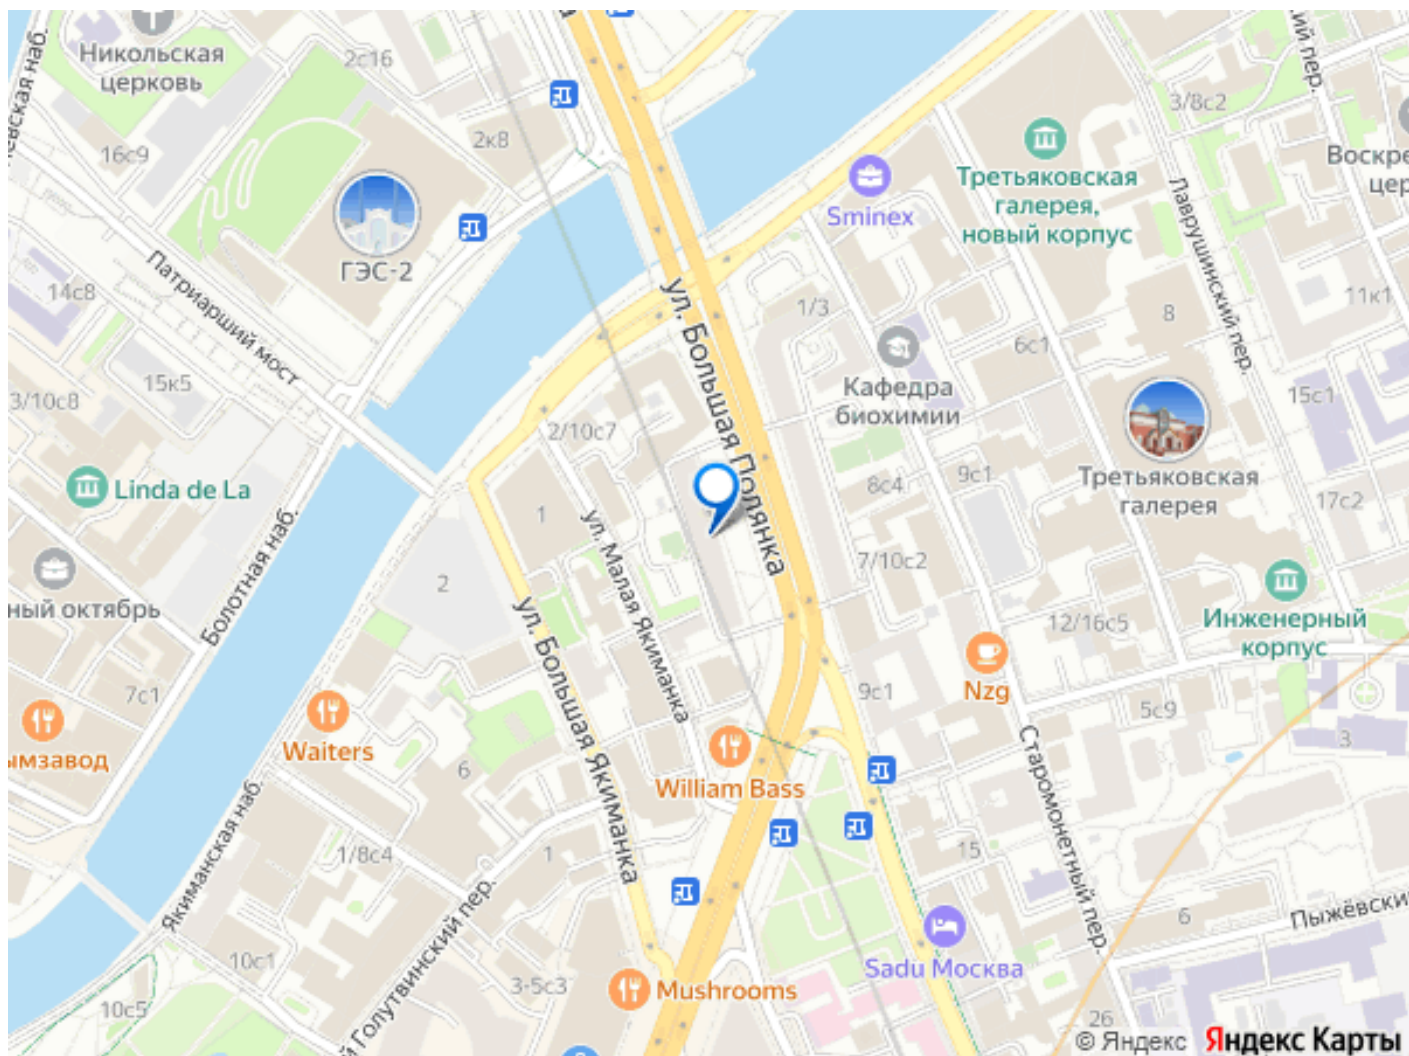 Никольская
церковь
2с16
3/8с2
2к8
16с9
Третьяковская
галерея,
новый корпус
Sminex
Лаврушинский пер.
ГЭС-2
Патриарший мост
14с8
ул. Большая Полянка
1/3
8
11к1
6с1
15к5
3/10с8
Кафедра
биохимии
15с1
2/10с7
Linda de La
1
ул. Малая Якиманка
8с4
9с1
Третьяковская
галерея
17с2
Болотная наб.
2
7/10с2
ул. Большая Якиманка
12/16с5
Инженерный
корпус
ный октябрь
7с1
Nzg
9с1
5с9
3
Waiters
ымзавод
6
William Bass
Старомонетный пер.
Якиманская наб.
1/8с4
1
15
6
Пыжёвски
10с1
Голутвинский пер.
Sadu Москва
3-5с3
Mushrooms
10с5
26
© Яндекс Яндекс Карты